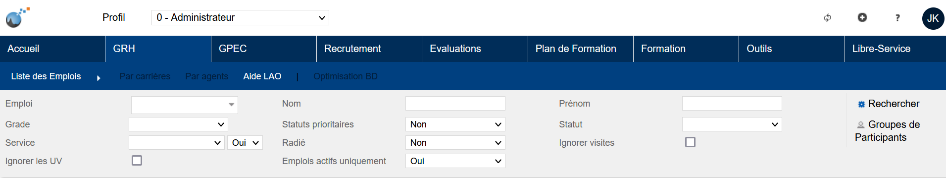 Profil 0 - Administrateur ? JK
Accueil GRH GPEC Recrutement Evaluations Plan de Formation Formation Outils Libre-Service
Liste des Emplois Par carrières Par agents Aide LAO | Optimisation BD
Emploi Nom Prénom Rechercher
Grade Statuts prioritaires Non Statut Groupes de Participants
Service Oui Radié Non Ignorer visites
Ignorer les UV Emplois actifs uniquement Oui